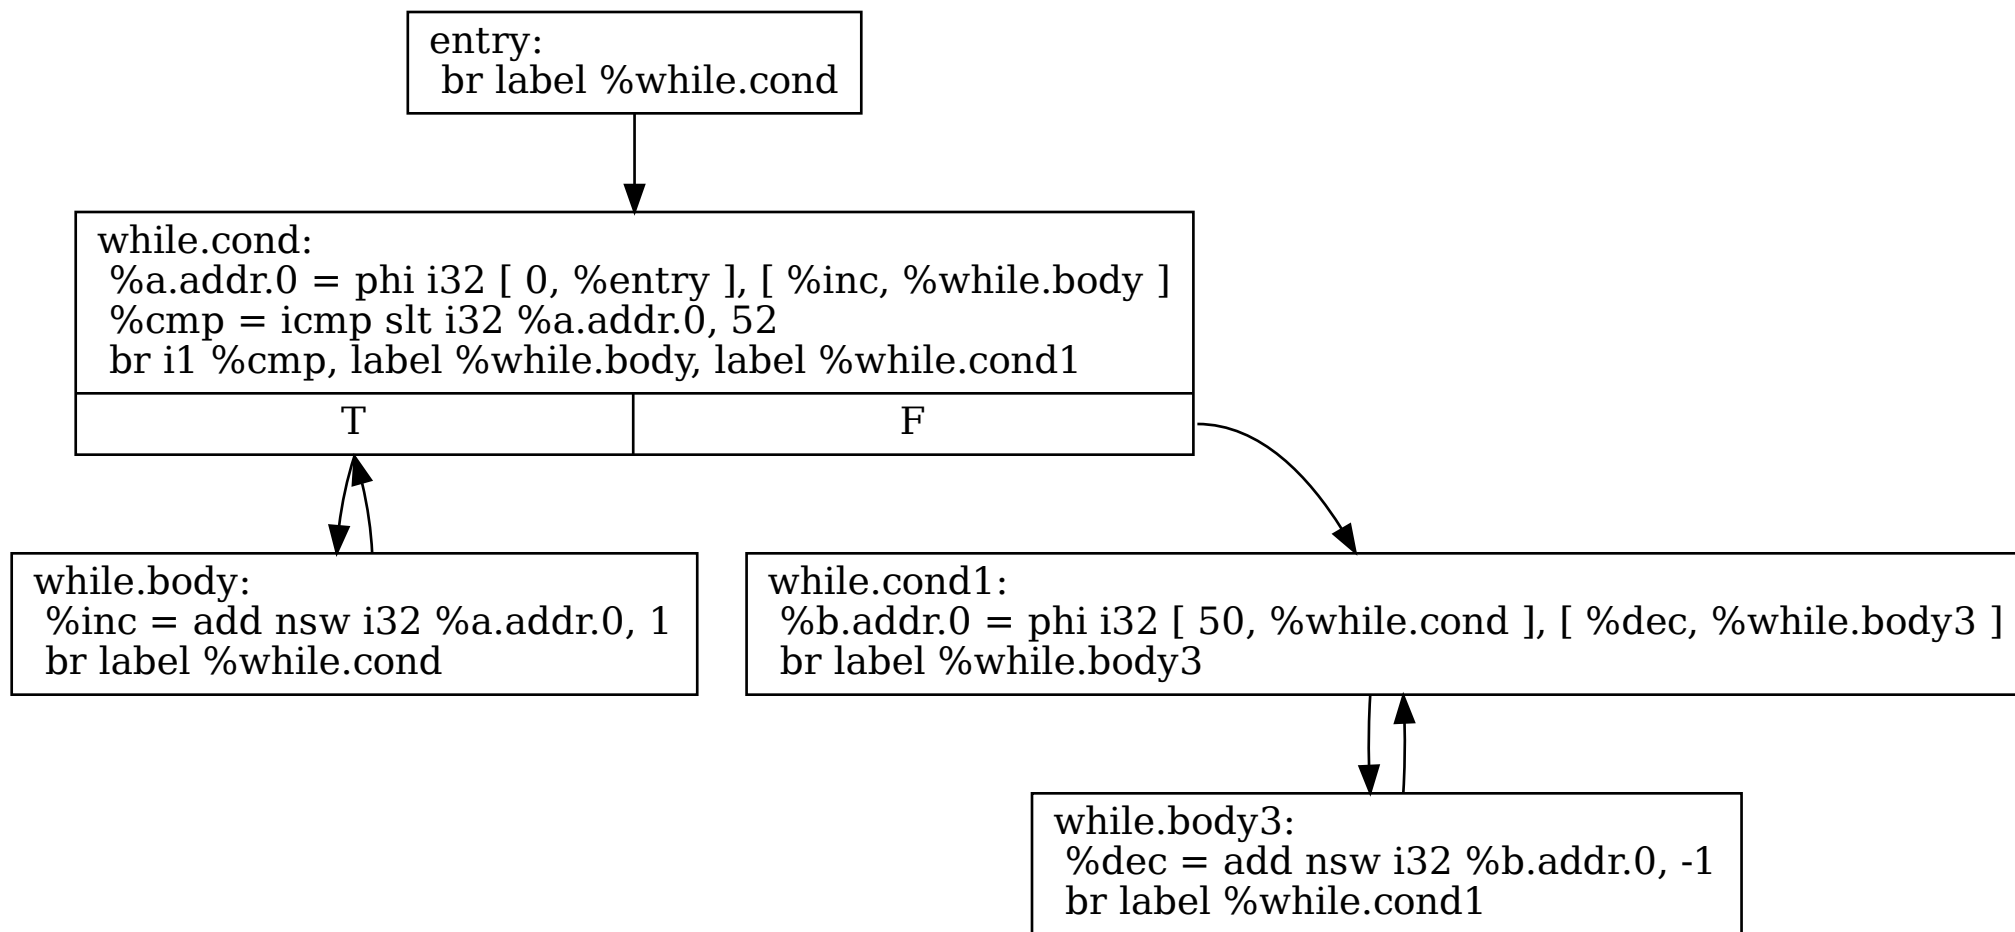 entry:
br label %while.cond
while.cond:
%a.addr.0 = phi i32 [ 0, %entry ], [ %inc, %while.body ]
%cmp = icmp slt i32 %a.addr.0, 52
br i1 %cmp, label %while.body, label %while.cond1
T
F
while.body:
%inc = add nsw i32 %a.addr.0, 1
br label %while.cond
while.cond1:
%b.addr.0 = phi i32 [ 50, %while.cond ], [ %dec, %while.body3 ]
br label %while.body3
while.body3:
%dec = add nsw i32 %b.addr.0, -1
br label %while.cond1